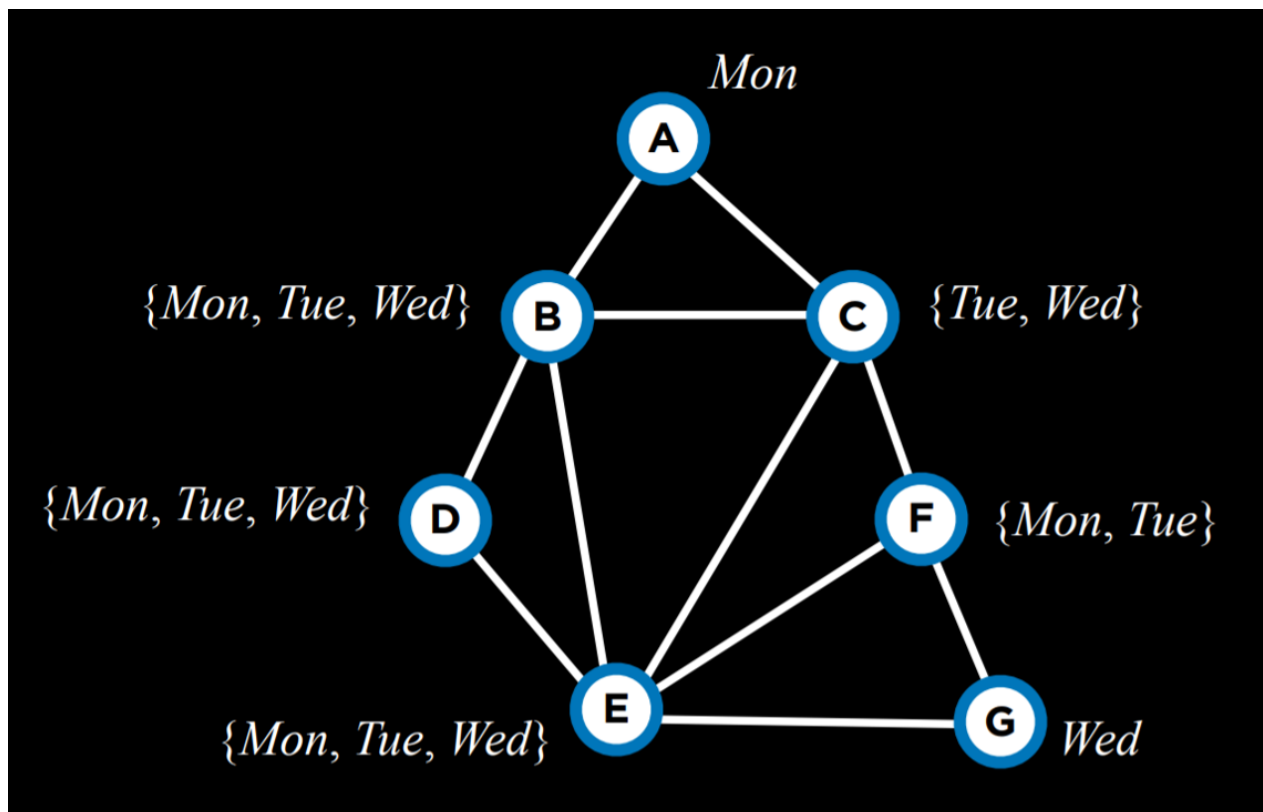 Mon
A
{Mon, Tue, Wed} B C {Tue, Wed}
{Mon, Tue, Wed} D F {Mon, Tue}
E G
{Mon, Tue, Wed} Wed